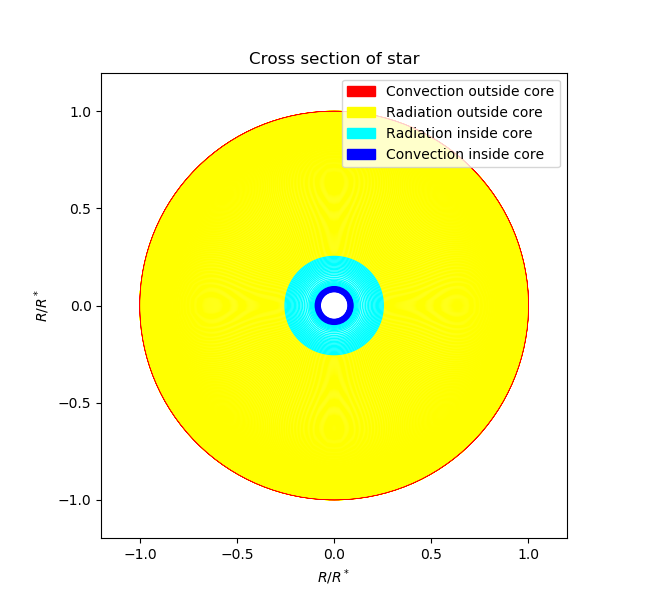 Cross section of star
Convection outside core
Radiation outside core
Radiation inside core
Convection inside core
1.0
0.5
0.0
−0.5
−1.0
R/R*
−1.0 −0.5 0.0 0.5 1.0
R/R*